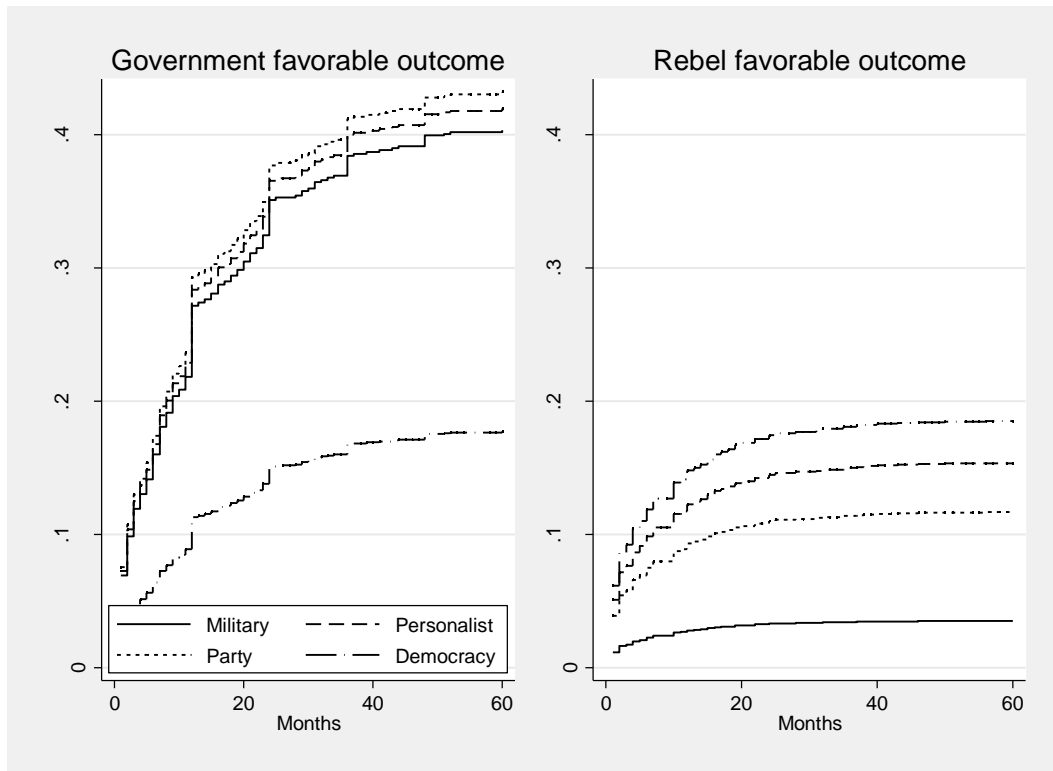 Government favorable outcome
.4
.3
.2
.1
0
Military
Personalist
Party
Democracy
0 20 40 60
Months
Rebel favorable outcome
.4
.3
.2
.1
0
0 20 40 60
Months